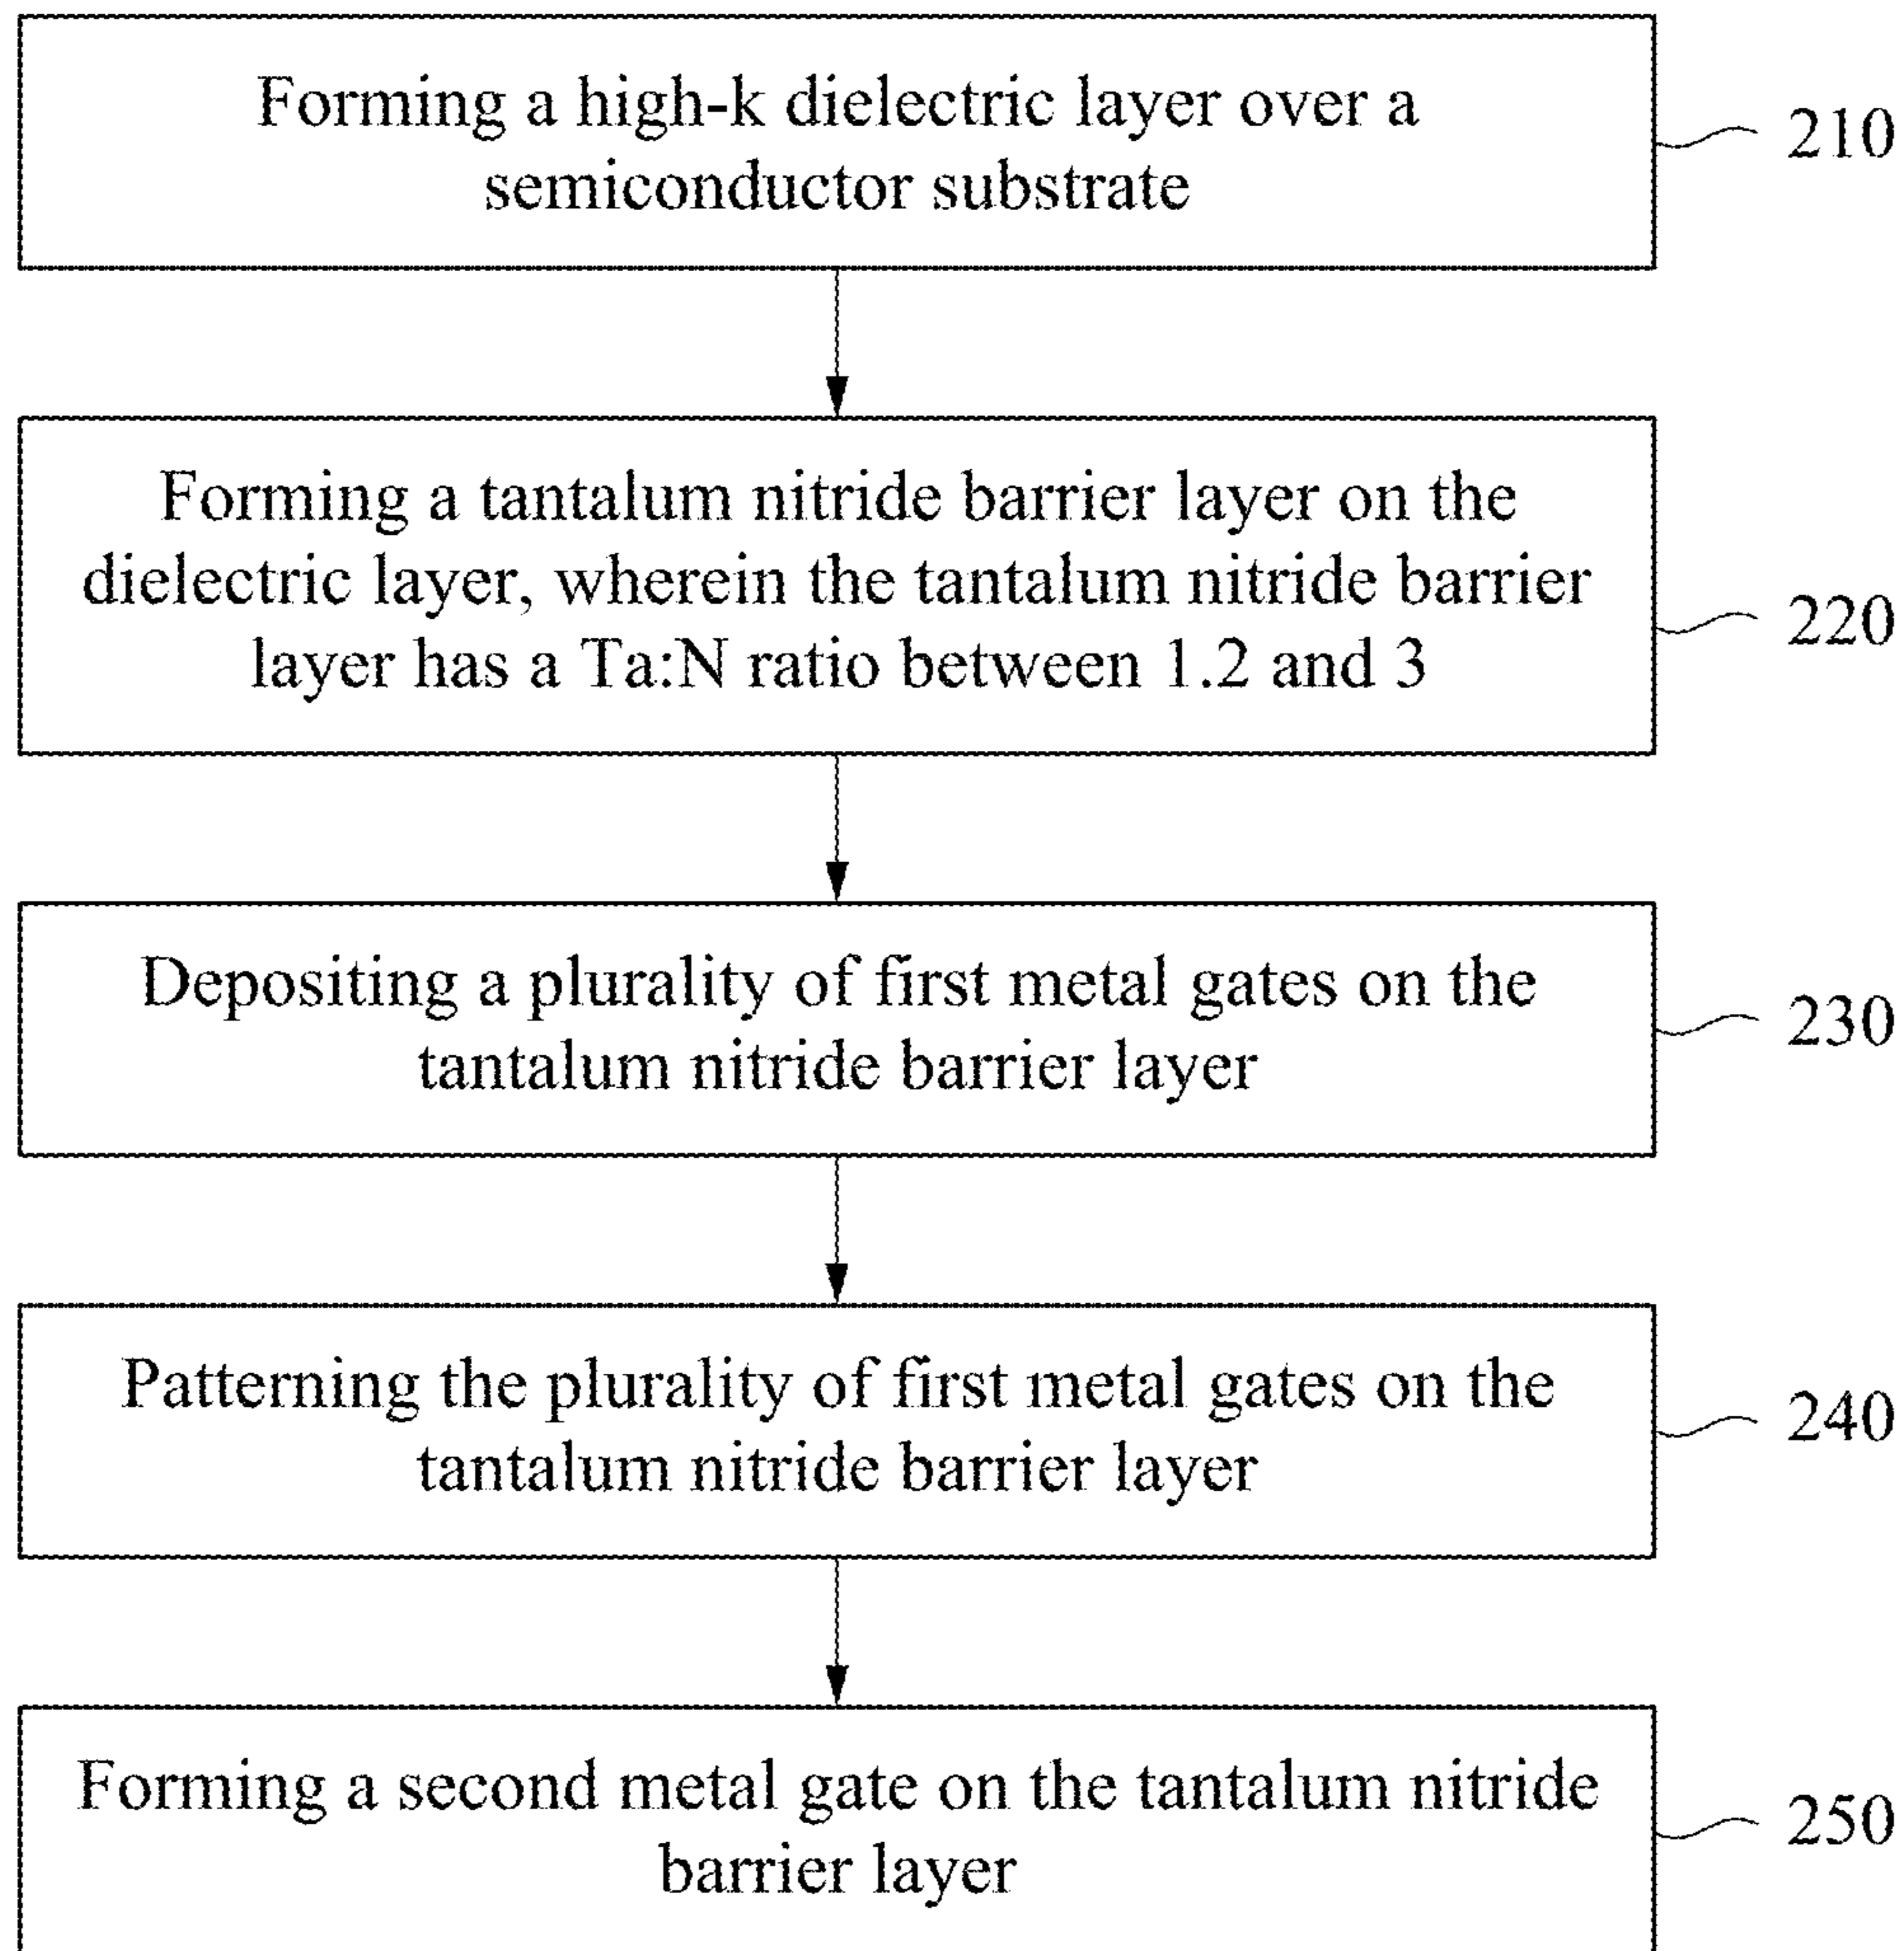 Forming a high-k dielectric layer over a
semiconductor substrate
210
Forming a tantalum nitride barrier layer on the
dielectric layer, wherein the tantalum nitride barrier
layer has a Ta:N ratio between 1.2 and 3
220
Depositing a plurality of first metal gates on the
tantalum nitride barrier layer
230
Patterning the plurality of first metal gates on the
tantalum nitride barrier layer
240
Forming a second metal gate on the tantalum nitride
barrier layer
250